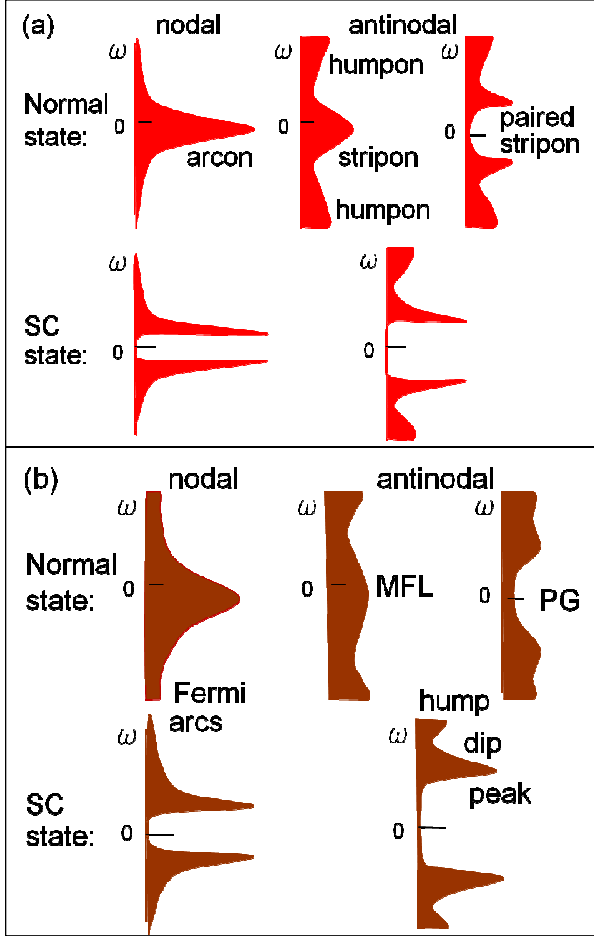 (a) nodal antinodal
ω ω ω
humpon
Normal
state:
0 0 0
paired
stripon
arcon stripon
humpon
ω ω
SC
state:
0 0
(b) nodal antinodal
ω ω ω
Normal
state:
0 0 0
MFL PG
Fermi
arcs
hump
ω ω
dip
peak
SC
state:
0 0